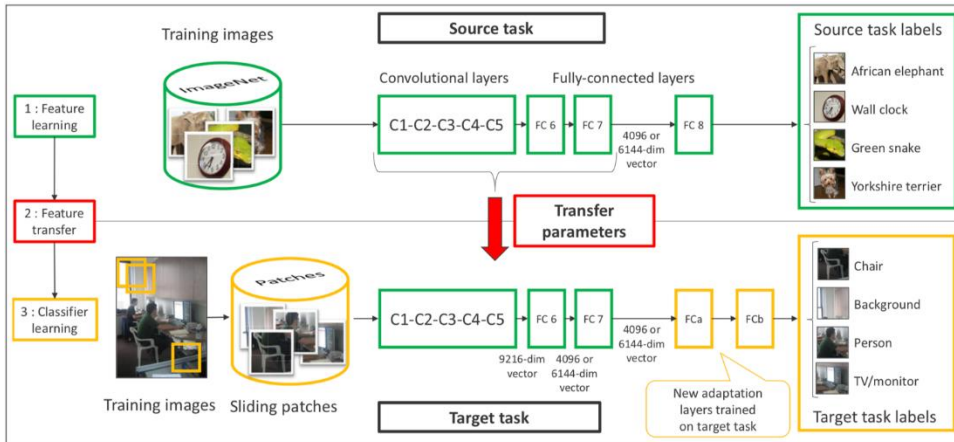 Training images
Source task
Source task labels
ImageNet
Convolutional layers
Fully-connected layers
African elephant
1 : Feature
learning
C1-C2-C3-C4-C5
FC 6
FC 7
4096 or
6144-dim
vector
FC 8
Wall clock
Green snake
Yorkshire terrier
2 : Feature
transfer
Transfer
parameters
3 : Classifier
learning
Patches
C1-C2-C3-C4-C5
FC 6
FC 7
4096 or
6144-dim
vector
FCa
FCb
Chair
Background
Person
TV/monitor
9216-dim
vector
4096 or
6144-dim
vector
Training images
Sliding patches
Target task
New adaptation
layers trained
on target task
Target task labels